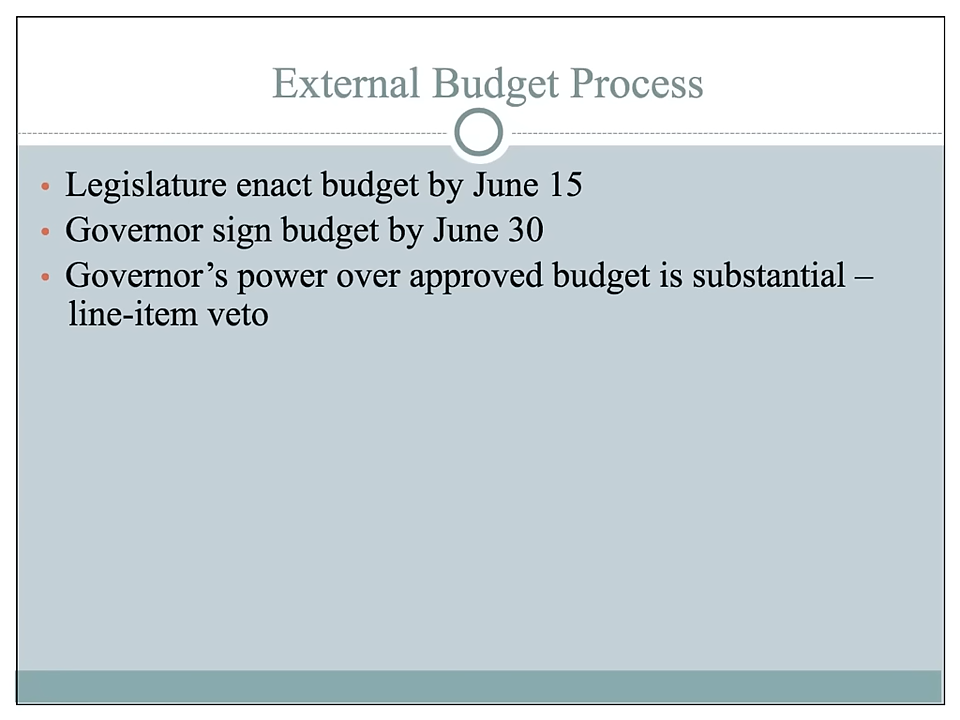 External Budget Process
• Legislature enact budget by June 15
• Governor sign budget by June 30
• Governor’s power over approved budget is substantial –
line-item veto